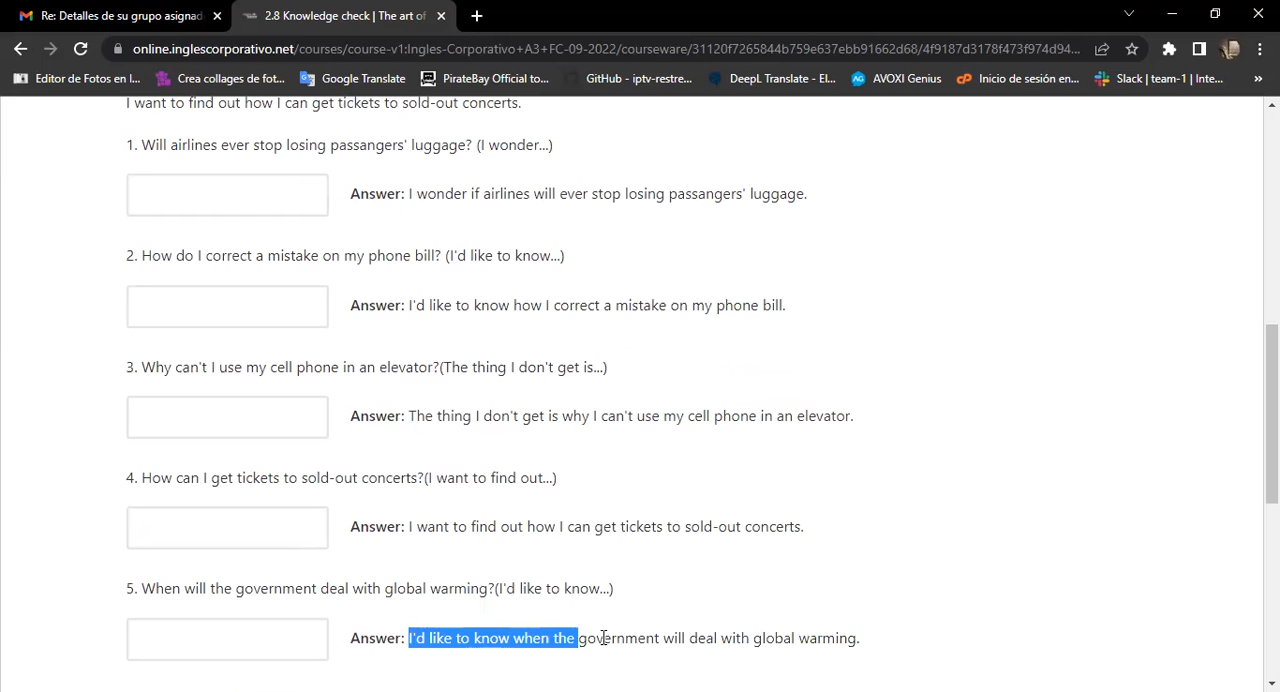 Re: Detalles de su grupo asignad
2.8 Knowledge check | The art of
online.inglescorporativo.net/courses/course-v1:Ingles-Corporativo+A3+FC-09-2022/courseware/31120f7265844b759e637ebb91662d68/4f9187d3178f473f974d94...
Editor de Fotos en l...
Crea collages de fot...
Google Translate
PirateBay Official to...
GitHub - iptv-restre...
DeepL Translate - El...
AVOXI Genius
Inicio de sesión en...
Slack | team-1 | Inte...
I want to find out how I can get tickets to sold-out concerts.
1. Will airlines ever stop losing passangers' luggage? (I wonder...)
Answer: I wonder if airlines will ever stop losing passangers' luggage.
2. How do I correct a mistake on my phone bill? (I'd like to know...)
Answer: I'd like to know how I correct a mistake on my phone bill.
3. Why can't I use my cell phone in an elevator?(The thing I don't get is...)
Answer: The thing I don't get is why I can't use my cell phone in an elevator.
4. How can I get tickets to sold-out concerts?(I want to find out...)
Answer: I want to find out how I can get tickets to sold-out concerts.
5. When will the government deal with global warming?(I'd like to know...)
Answer: I'd like to know when the government will deal with global warming.